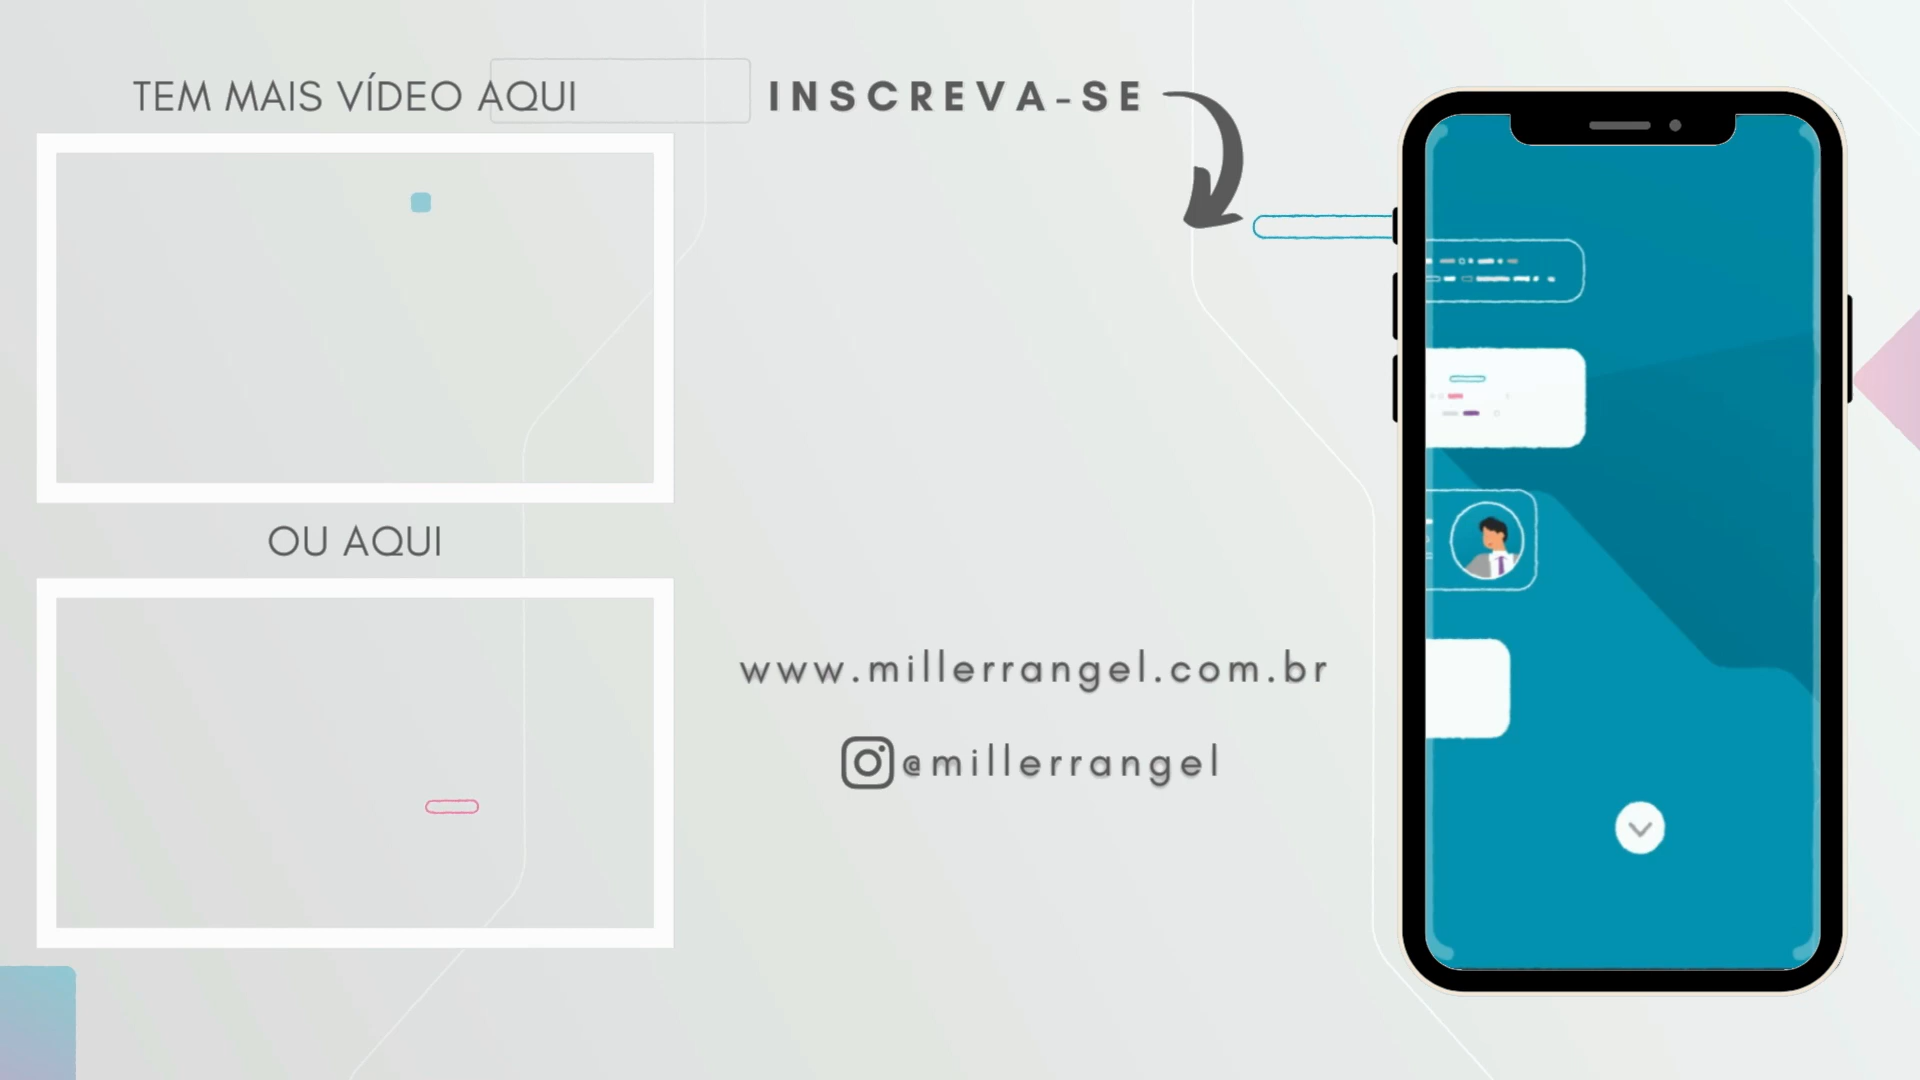 TEM MAIS VÍDEO AQUI
INSCREVA-SE
OU AQUI
www.millerrangel.com.br
@millerrangel